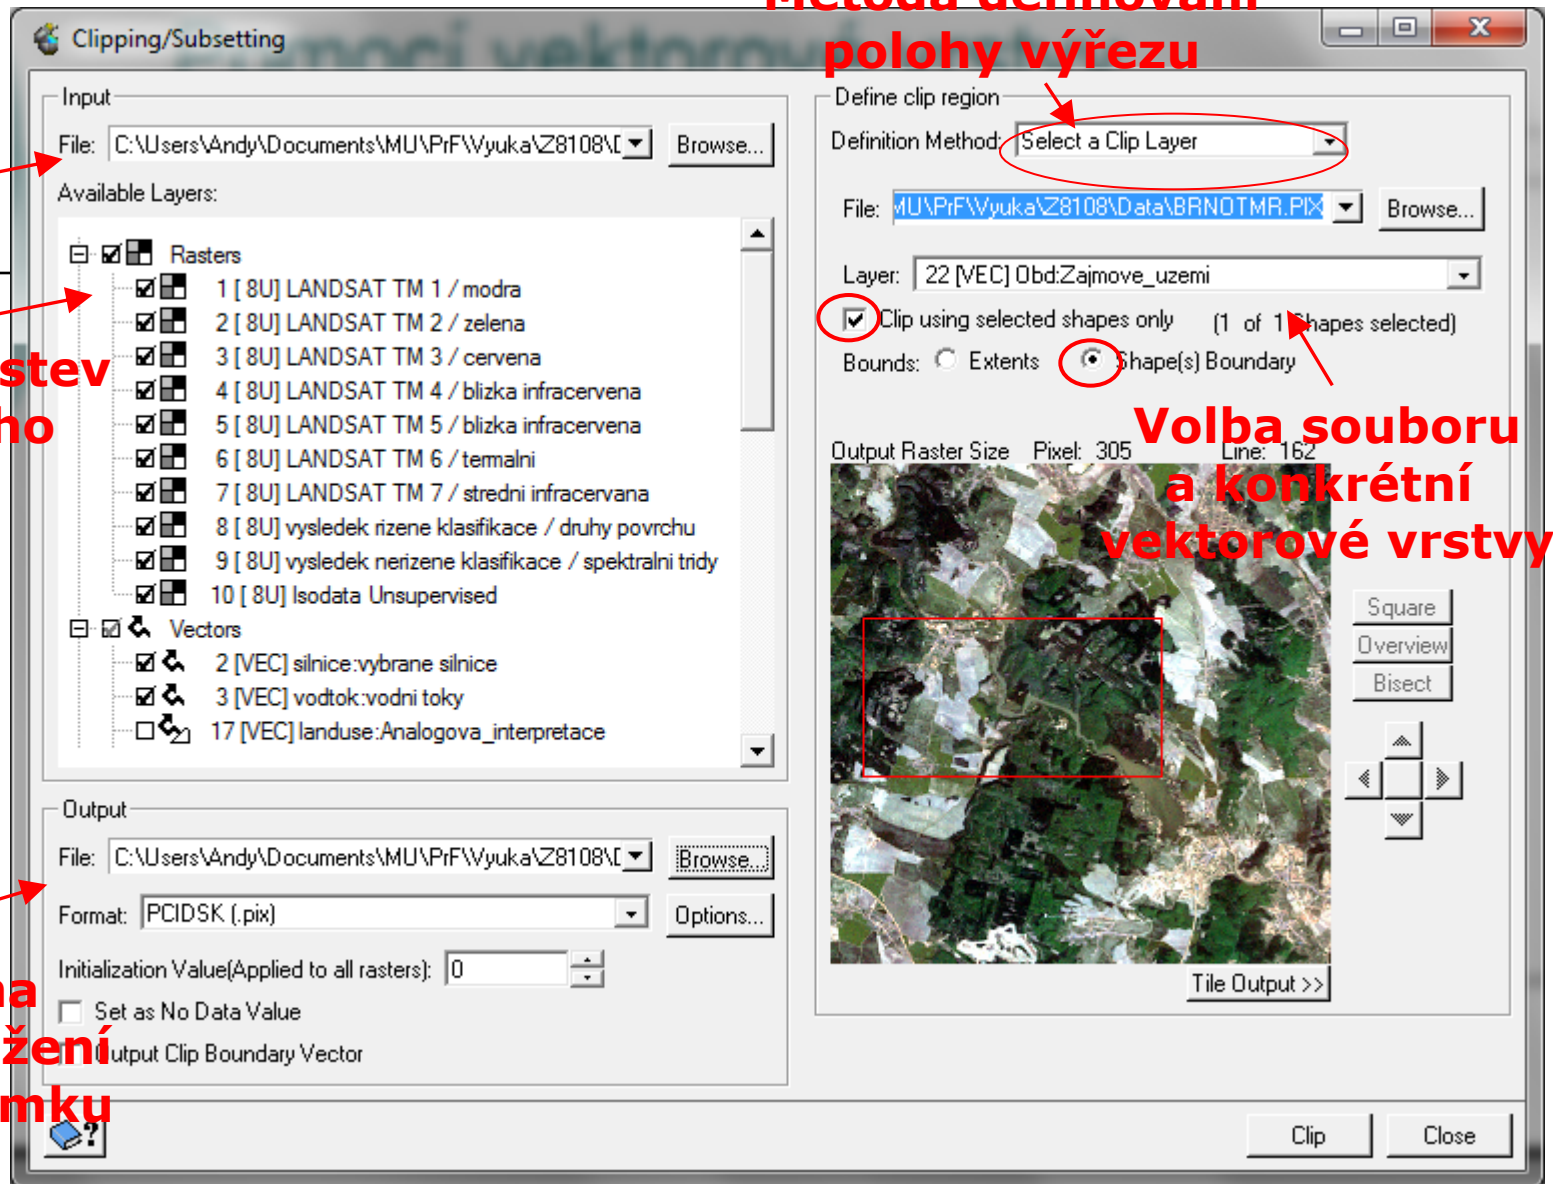 Metoda definování
polohy výřezu
Clipping/Subsetting
Input
File: C:\Users\Andy\Documents\MU\PrF\Vyuka\Z8108\D
Browse...
Available Layers:
Rasters
1 [ 8U] LANDSAT TM 1 / modra
2 [ 8U] LANDSAT TM 2 / zelena
3 [ 8U] LANDSAT TM 3 / cervena
4 [ 8U] LANDSAT TM 4 / blizka infracervena
5 [ 8U] LANDSAT TM 5 / blizka infracervena
6 [ 8U] LANDSAT TM 6 / termalni
7 [ 8U] LANDSAT TM 7 / stredni infracervana
8 [ 8U] vysledek rizene klasifikace / druhy povrchu
9 [ 8U] vysledek nerizene klasifikace / spektralni tridy
10 [ 8U] Isodata Unsupervised
Vectors
2 [VEC] silnice:vybrane silnice
3 [VEC] vodtok:vodni toky
17 [VEC] landuse:Analogova_interpretace
stev
ho
Output
File: C:\Users\Andy\Documents\MU\PrF\Vyuka\Z8108\D
Browse...
Format: PCIDSK (.pix)
Options...
Initialization Value(Applied to all rasters): 0
Set as No Data Value
Output Clip Boundary Vector
na
žení
mku
Define clip region
Definition Method: Select a Clip Layer
File: MU\PrF\Vyuka\Z8108\Data\BRNOTMR.PIX
Browse...
Layer: 22 [VEC] Obd:Zajmove_uzemi
Clip using selected shapes only (1 of 1 Shapes selected)
Bounds: Extents Shape(s) Boundary
Volba souboru
a konkrétní
vektorové vrstvy
Output Raster Size Pixel: 305 Line: 162
Square
Overview
Bisect
Tile Output >>
Clip
Close